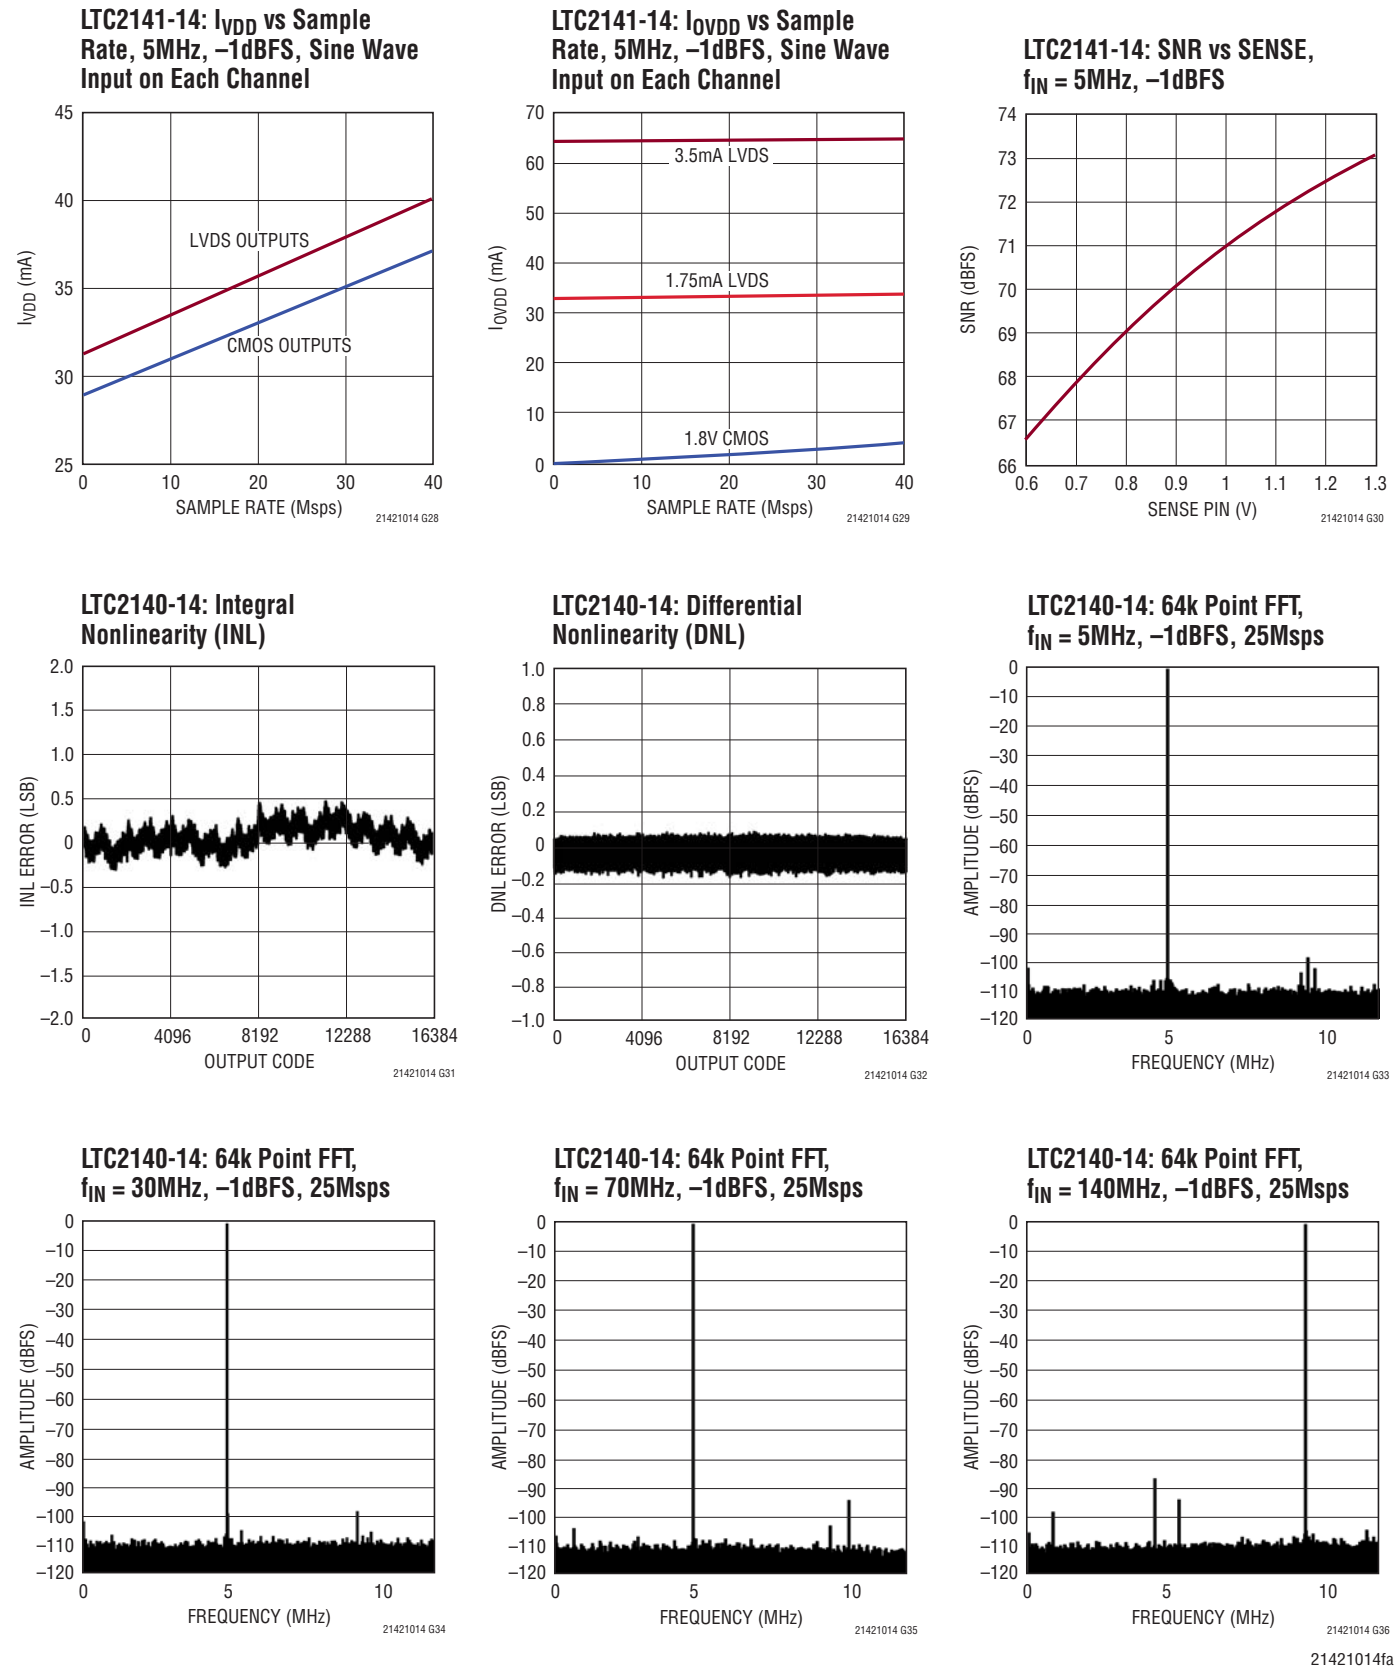 LTC2141-14: IVDD vs Sample
Rate, 5MHz, –1dBFS, Sine Wave
Input on Each Channel
45
40
35
30
25
IVDD (mA)
LVDS OUTPUTS
CMOS OUTPUTS
0 10 20 30 40
SAMPLE RATE (Msps)
21421014 G28
LTC2141-14: IOVDD vs Sample
Rate, 5MHz, –1dBFS, Sine Wave
Input on Each Channel
70
60
50
40
30
20
10
0
IOVDD (mA)
3.5mA LVDS
1.75mA LVDS
1.8V CMOS
0 10 20 30 40
SAMPLE RATE (Msps)
21421014 G29
LTC2141-14: SNR vs SENSE,
fIN = 5MHz, –1dBFS
74
73
72
71
70
69
68
67
66
SNR (dBFS)
0.6 0.7 0.8 0.9 1 1.1 1.2 1.3
SENSE PIN (V)
21421014 G30
LTC2140-14: Integral
Nonlinearity (INL)
2.0
1.5
1.0
0.5
0
–0.5
–1.0
–1.5
–2.0
INL ERROR (LSB)
0 4096 8192 12288 16384
OUTPUT CODE
21421014 G31
LTC2140-14: Differential
Nonlinearity (DNL)
1.0
0.8
0.6
0.4
0.2
0
–0.2
–0.4
–0.6
–0.8
–1.0
DNL ERROR (LSB)
0 4096 8192 12288 16384
OUTPUT CODE
21421014 G32
LTC2140-14: 64k Point FFT,
fIN = 5MHz, –1dBFS, 25Msps
0
–10
–20
–30
–40
–50
–60
–70
–80
–90
–100
–110
–120
AMPLITUDE (dBFS)
0 5 10
FREQUENCY (MHz)
21421014 G33
LTC2140-14: 64k Point FFT,
fIN = 30MHz, –1dBFS, 25Msps
0
–10
–20
–30
–40
–50
–60
–70
–80
–90
–100
–110
–120
AMPLITUDE (dBFS)
0 5 10
FREQUENCY (MHz)
21421014 G34
LTC2140-14: 64k Point FFT,
fIN = 70MHz, –1dBFS, 25Msps
0
–10
–20
–30
–40
–50
–60
–70
–80
–90
–100
–110
–120
AMPLITUDE (dBFS)
0 5 10
FREQUENCY (MHz)
21421014 G35
LTC2140-14: 64k Point FFT,
fIN = 140MHz, –1dBFS, 25Msps
0
–10
–20
–30
–40
–50
–60
–70
–80
–90
–100
–110
–120
AMPLITUDE (dBFS)
0 5 10
FREQUENCY (MHz)
21421014 G36
21421014fa